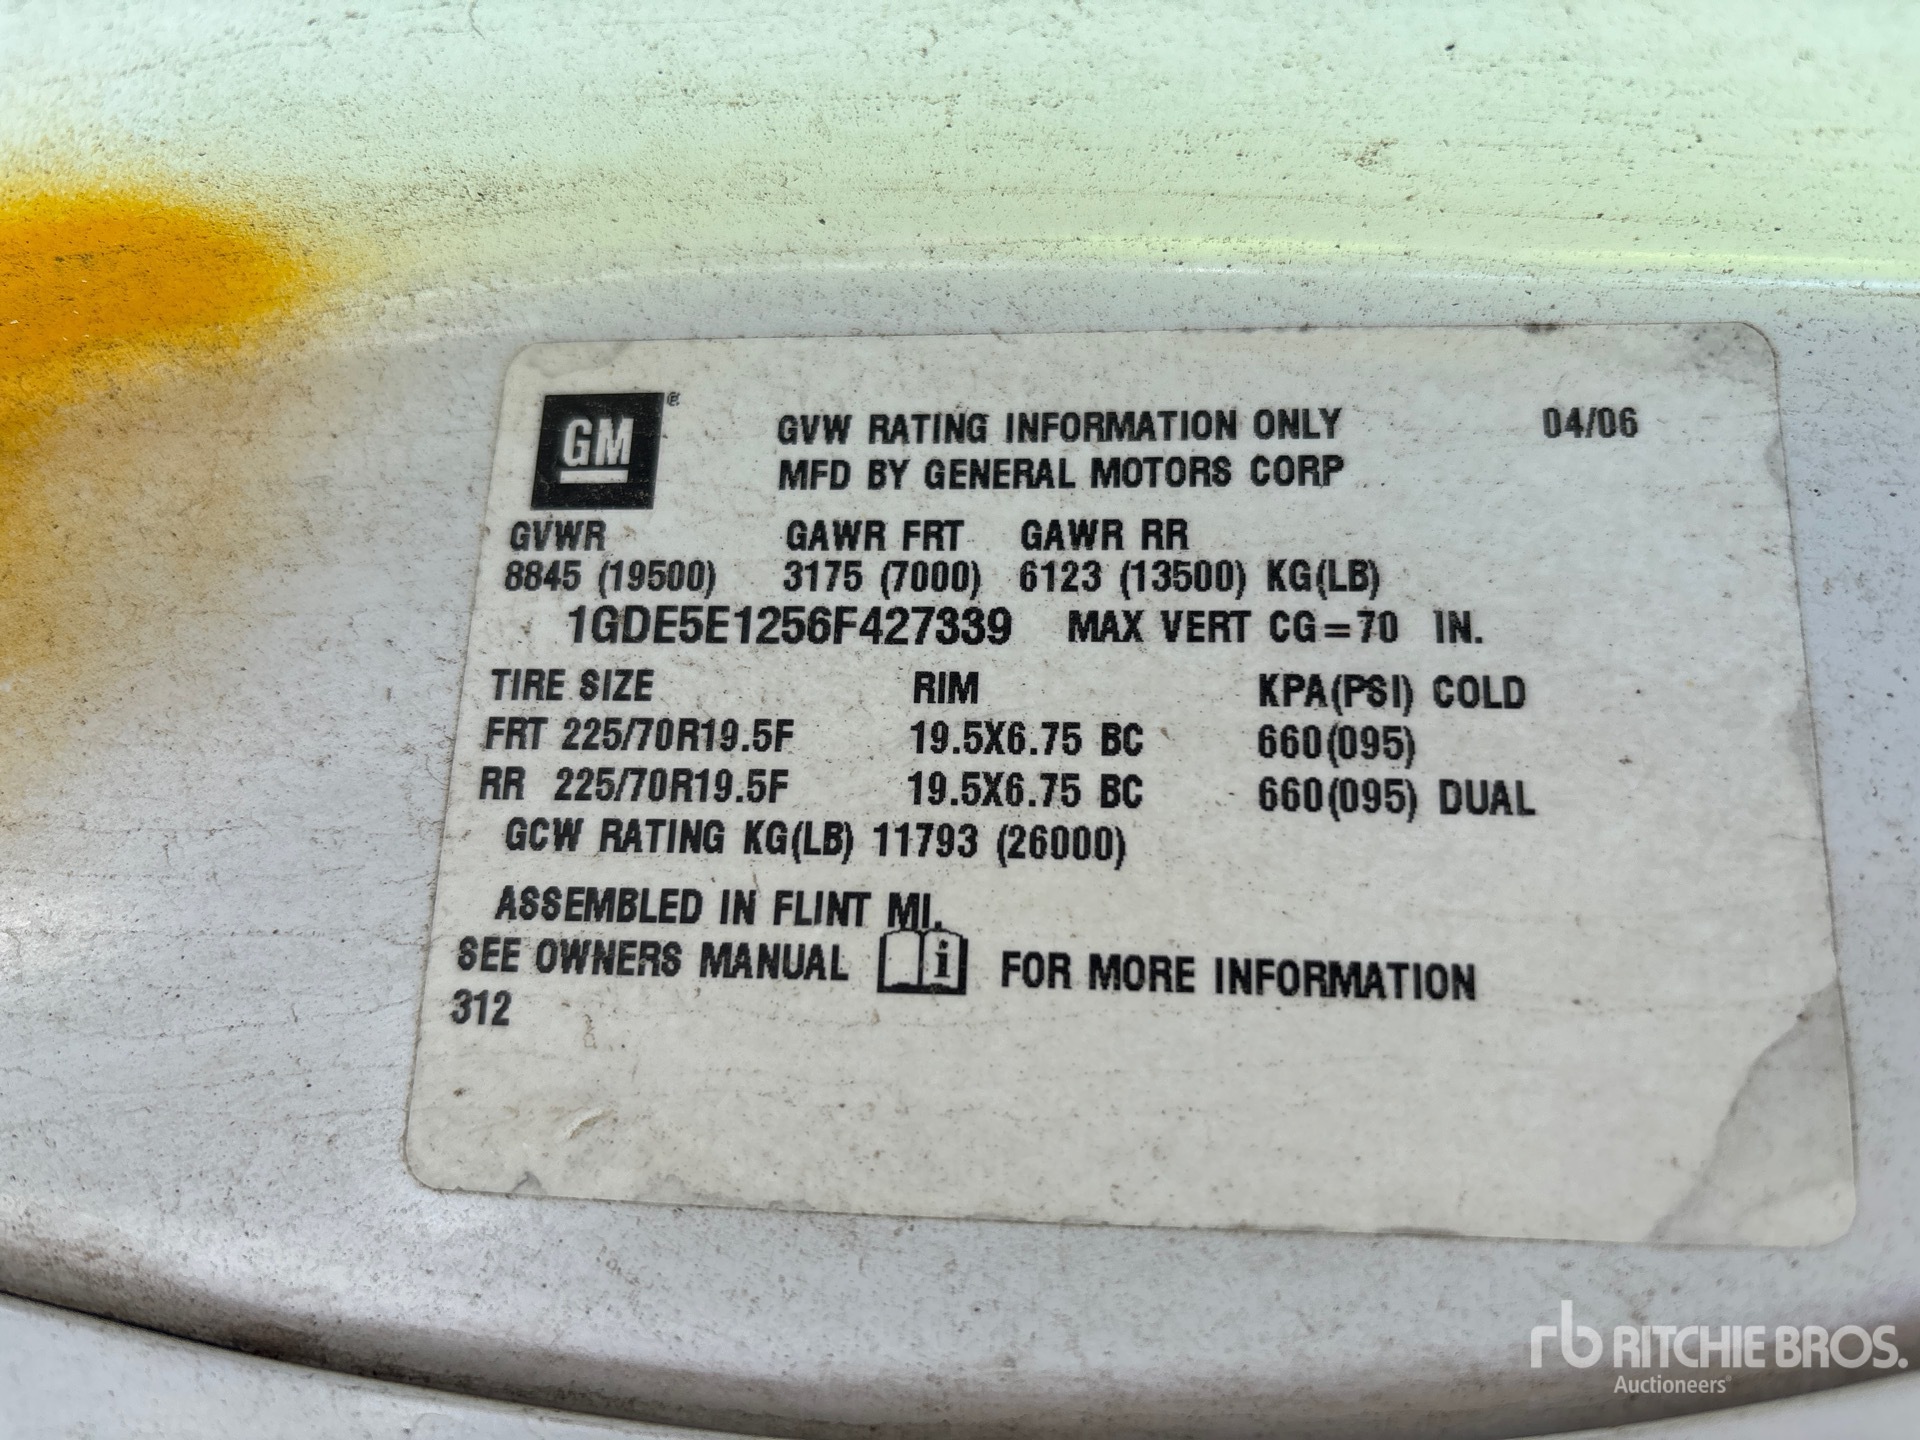 GM ®
GVW RATING INFORMATION ONLY 04/06
MFD BY GENERAL MOTORS CORP
GVWR GAWR FRT GAWR RR
8845 (19500) 3175 (7000) 6123 (13500) KG(LB)
1GDE5E1256F427339 MAX VERT CG=70 IN.
TIRE SIZE RIM KPA(PSI) COLD
FRT 225/70R19.5F 19.5X6.75 BC 660(095)
RR 225/70R19.5F 19.5X6.75 BC 660(095) DUAL
GCW RATING KG(LB) 11793 (26000)
ASSEMBLED IN FLINT MI.
SEE OWNERS MANUAL i FOR MORE INFORMATION
312
rb RITCHIE BROS.
Auctioneers